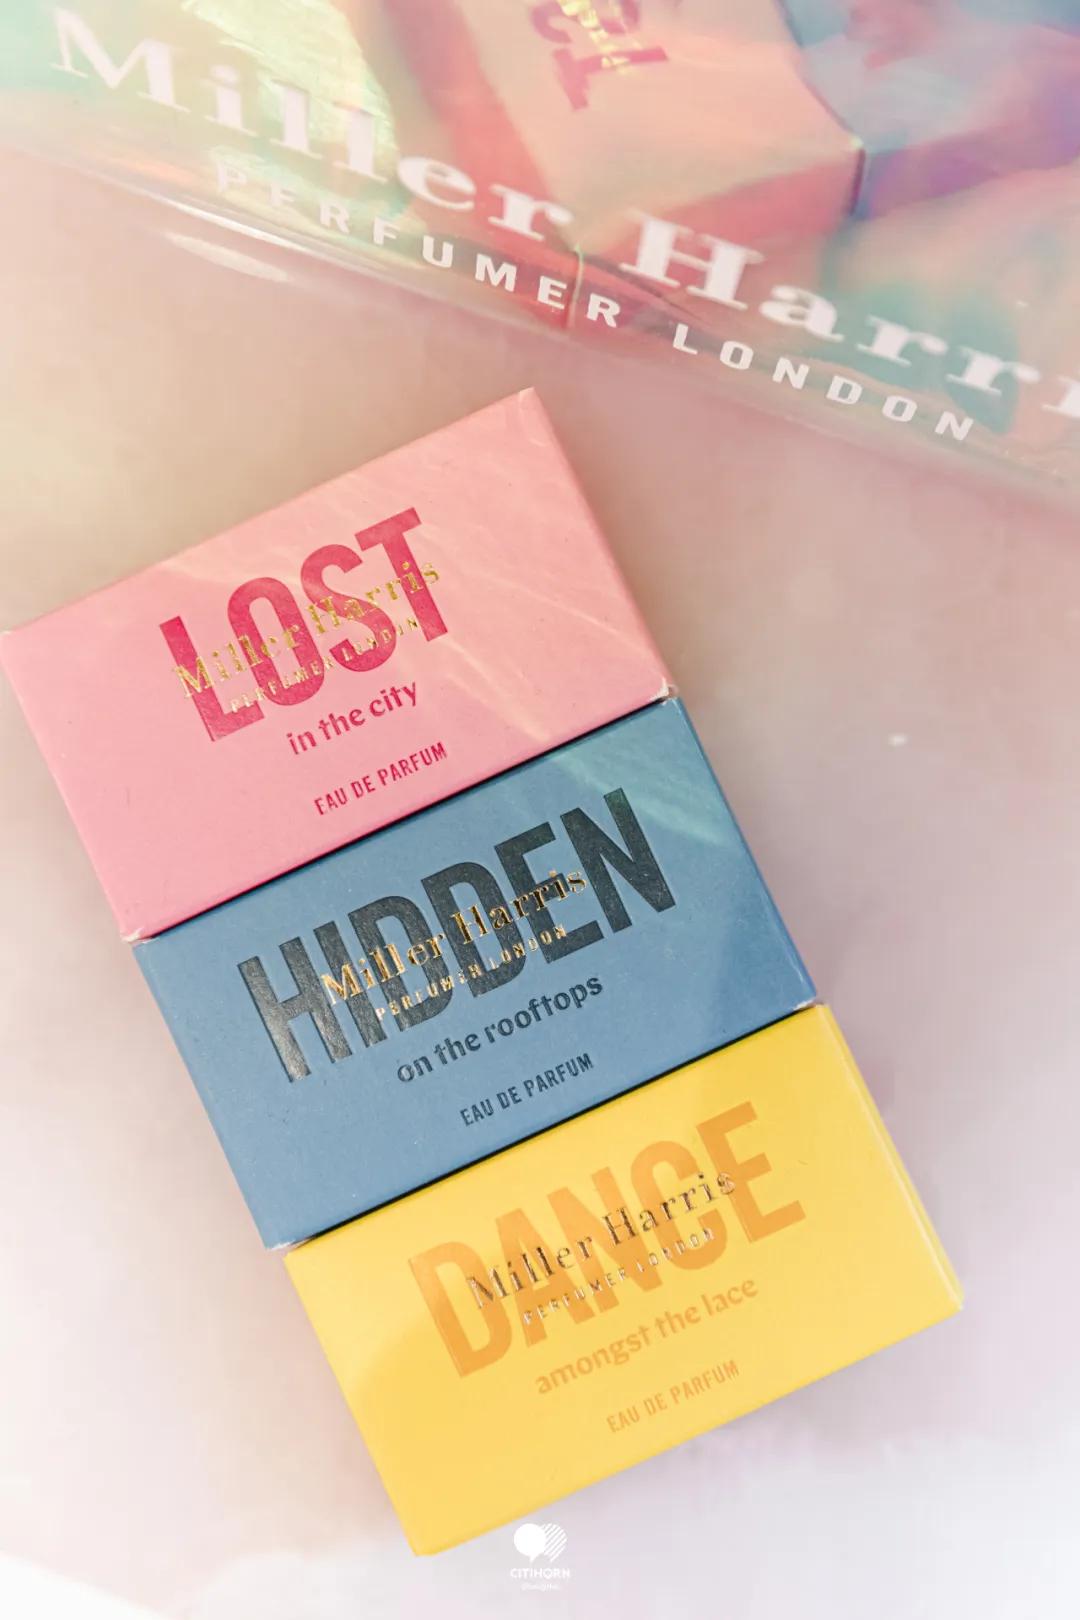 Miller Harri
PERFUMER LONDON
LOST
Miller Harris
PERFUMER LONDON
in the city
EAU DE PARFUM
HIDDEN
Miller Harris
PERFUMER LONDON
on the rooftops
EAU DE PARFUM
DANCE
Miller Harris
PERFUMER LONDON
amongst the lace
EAU DE PARFUM
CITIHORN